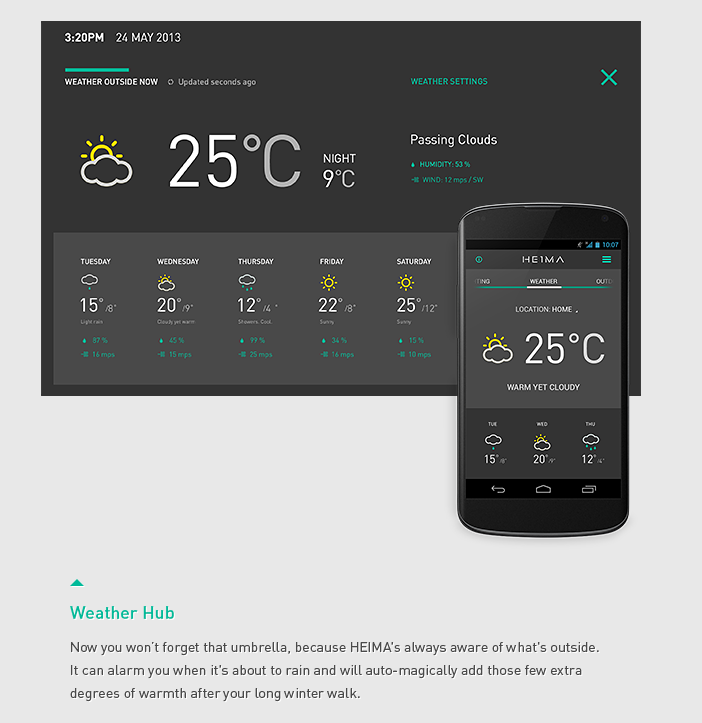 3:20PM 24 MAY 2013
WEATHER OUTSIDE NOW Updated seconds ago WEATHER SETTINGS
25°C
NIGHT
9°C
Passing Clouds
HUMIDITY: 53 %
WIND: 12 mps / SW
TUESDAY WEDNESDAY THURSDAY FRIDAY SATURDAY
15°/8° 20°/9° 12°/4 ° 22°/8° 25°/12°
Light rain Cloudy yet warm Showers. Cool. Sunny Sunny
87 % 45 % 99 % 34 % 15 %
16 mps 15 mps 25 mps 16 mps 10 mps
10:07
HEIMA
TING WEATHER OUTD
LOCATION: HOME
25°C
WARM YET CLOUDY
TUE WED THU
15°/8° 20°/9° 12°/4°
Weather Hub
Now you won't forget that umbrella, because HEIMA's always aware of what's outside.
It can alarm you when it's about to rain and will auto-magically add those few extra
degrees of warmth after your long winter walk.